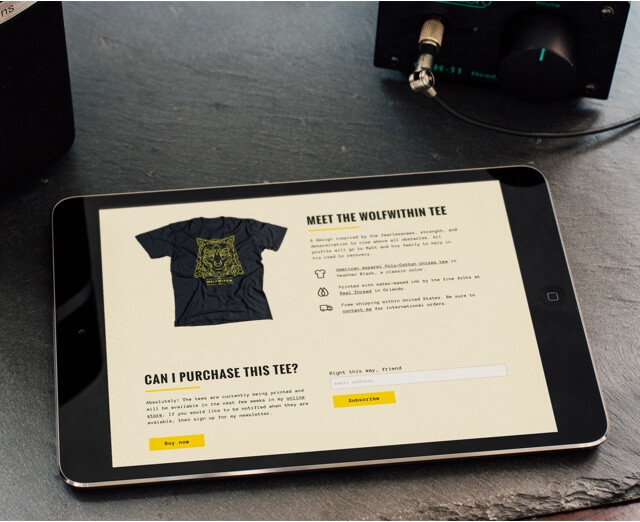 ns
H-11 Head
MEET THE WOLFWITHIN TEE
A design inspired by the fearlessness, strength, and
determination to rise above all obstacles. All
profits will go to Matt and his family to help in
his road to recovery.
American Apparel Poly-Cotton Unisex tee in
Heather Black, a classic color.
Printed with water-based ink by the fine folks at
Real Thread in Orlando.
Free shipping within United States. Be sure to
contact me for international orders.
CAN I PURCHASE THIS TEE?
Absolutely! The tees are currently being printed and
will be available in the next few weeks in my online
store. If you would like to be notified when they are
avaiable, then sign up for my newsletter.
Buy now
Right this way, friend
email address
Subscribe